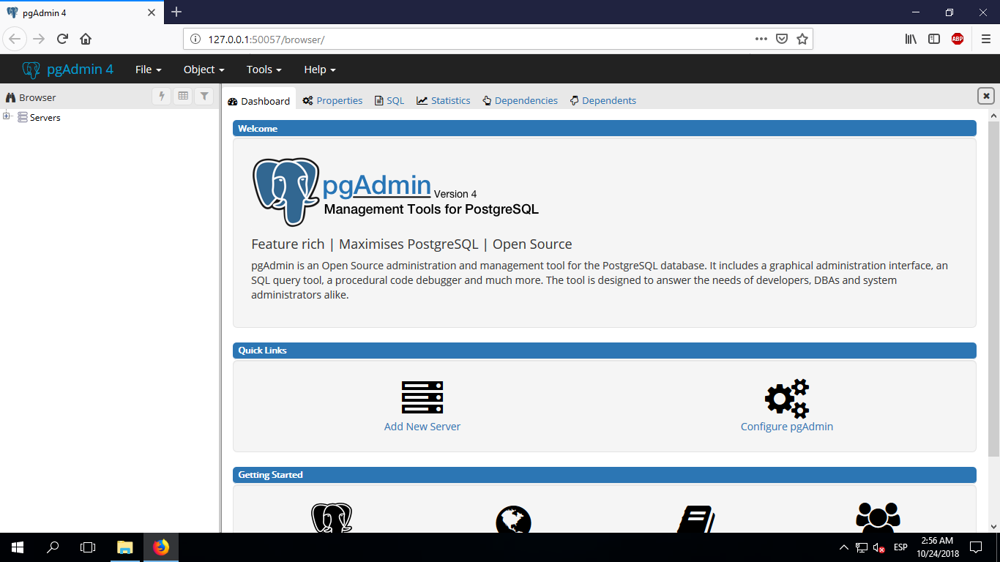 pgAdmin 4
127.0.0.1:50057/browser/
ABP
pgAdmin 4 File Object Tools Help
Browser
Servers
Dashboard Properties SQL Statistics Dependencies Dependents
Welcome
pgAdmin Version 4
Management Tools for PostgreSQL
Feature rich | Maximises PostgreSQL | Open Source
pgAdmin is an Open Source administration and management tool for the PostgreSQL database. It includes a graphical administration interface, an
SQL query tool, a procedural code debugger and much more. The tool is designed to answer the needs of developers, DBAs and system
administrators alike.
Quick Links
Add New Server
Configure pgAdmin
Getting Started
ESP
2:56 AM
10/24/2018